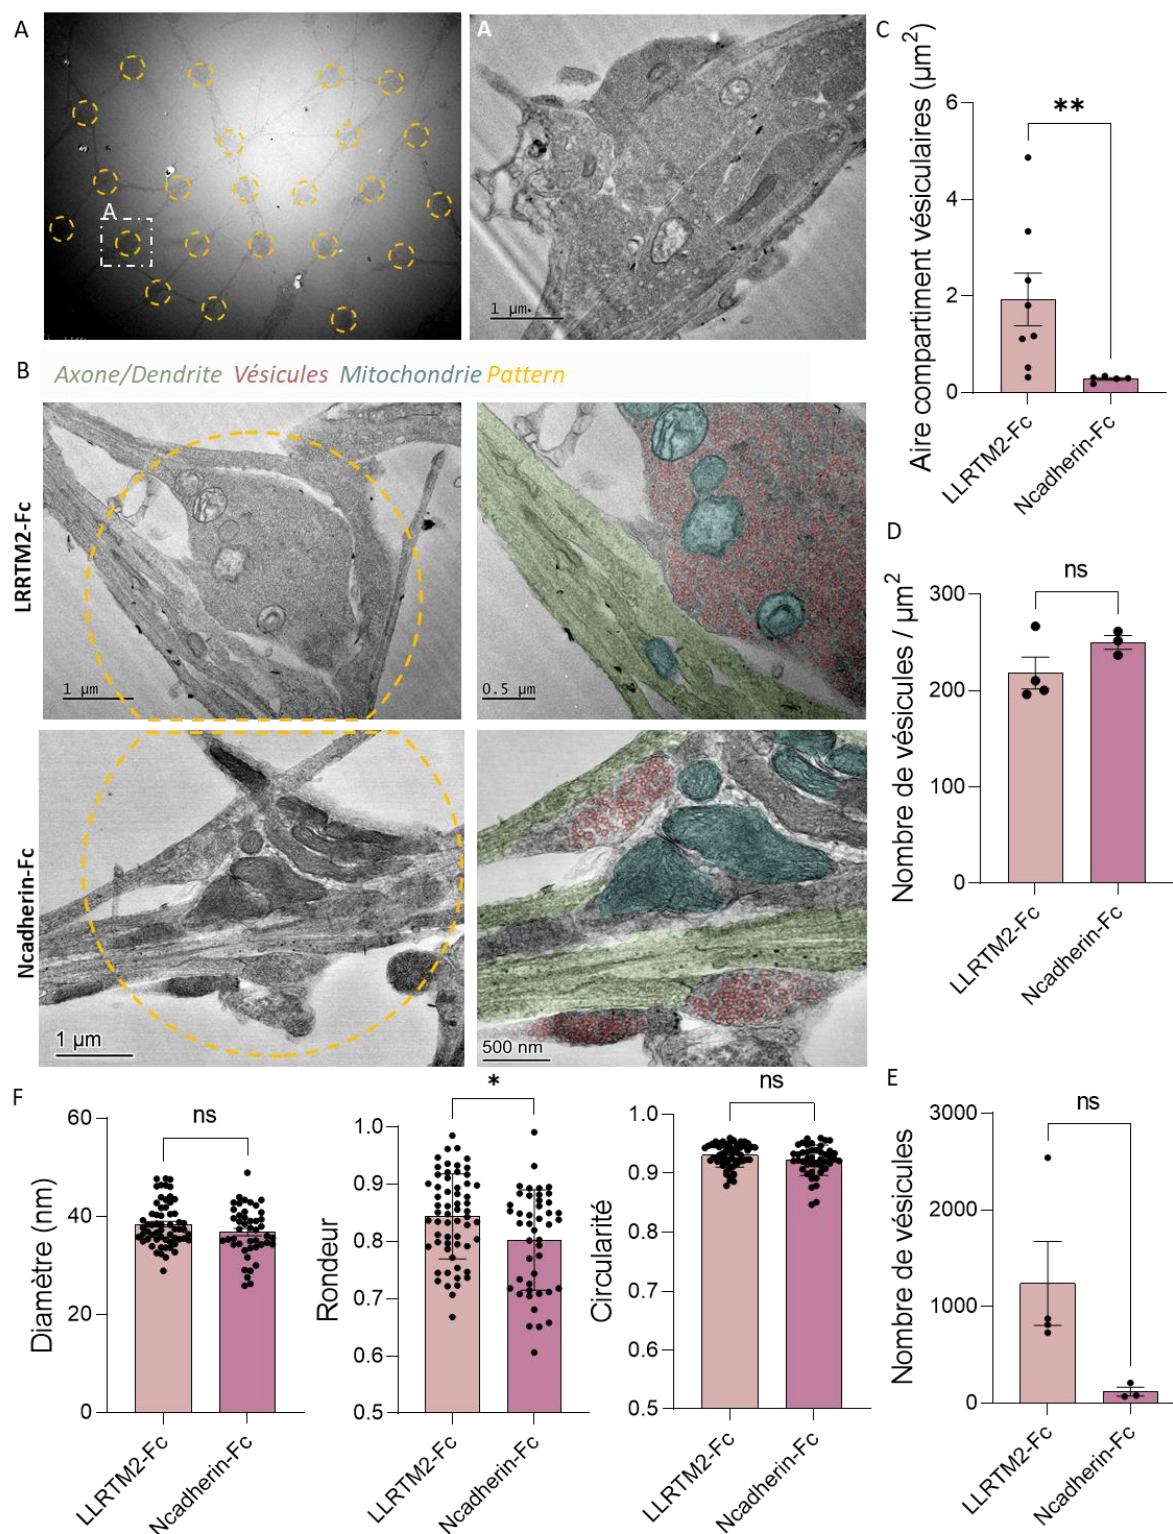 A
A
A
1 µm
B
Axone/Dendrite Vésicules Mitochondrie Pattern
LRRTM2-Fc
1 µm
0.5 µm
Ncadherin-Fc
1 µm
500 nm
C
Aire compartiment vésiculaires (µm²)
6
4
2
0
**
LLRTM2-Fc
Ncadherin-Fc
D
Nombre de vésicules / µm²
300
200
100
0
ns
LLRTM2-Fc
Ncadherin-Fc
E
Nombre de vésicules
3000
2000
1000
0
ns
LLRTM2-Fc
Ncadherin-Fc
F
Diamètre (nm)
60
40
20
0
ns
LLRTM2-Fc
Ncadherin-Fc
Rondeur
1.0
0.9
0.8
0.7
0.6
0.5
*
LLRTM2-Fc
Ncadherin-Fc
Circularité
1.0
0.9
0.8
0.7
0.6
0.5
ns
LLRTM2-Fc
Ncadherin-Fc